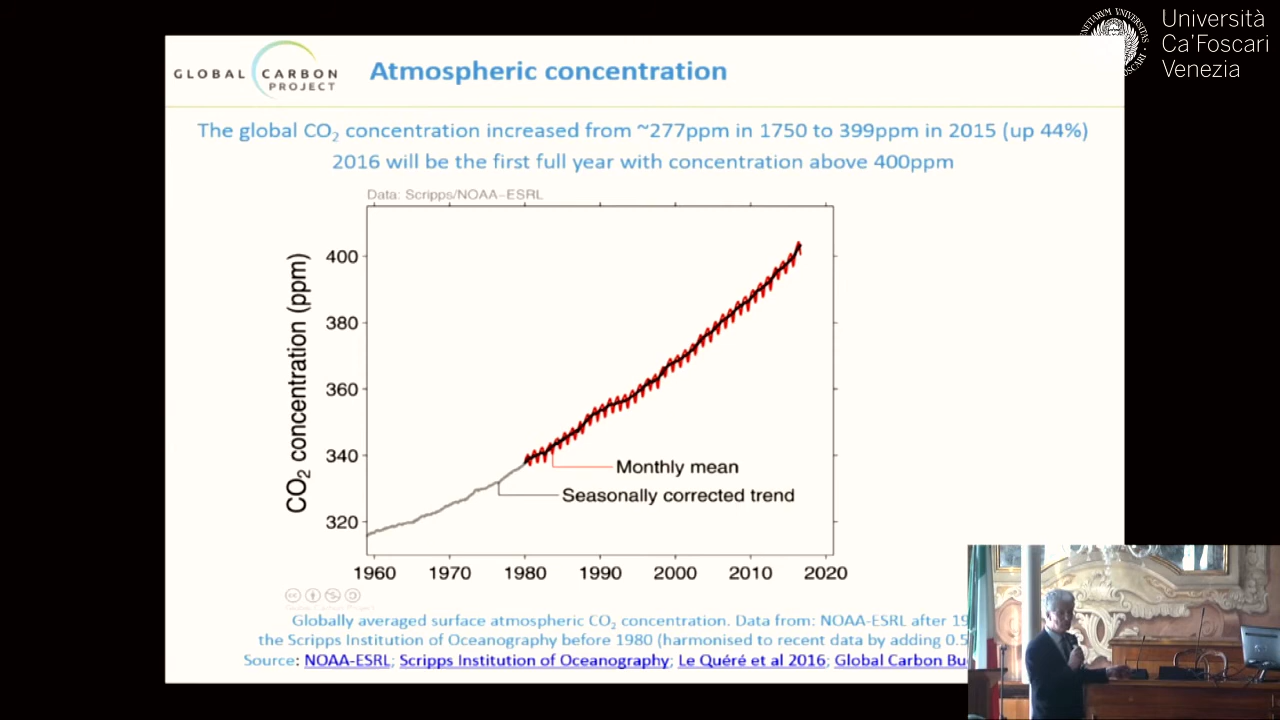 Università
Ca'Foscari
Venezia
GLOBAL CARBON
PROJECT
Atmospheric concentration
The global CO₂ concentration increased from ~277ppm in 1750 to 399ppm in 2015 (up 44%)
2016 will be the first full year with concentration above 400ppm
Data: Scripps/NOAA-ESRL
CO₂ concentration (ppm)
400
380
360
340
320
Monthly mean
Seasonally corrected trend
1960 1970 1980 1990 2000 2010 2020
Globally averaged surface atmospheric CO₂ concentration. Data from: NOAA-ESRL after 19
the Scripps Institution of Oceanography before 1980 (harmonised to recent data by adding 0.5
Source: NOAA-ESRL; Scripps Institution of Oceanography; Le Quéré et al 2016; Global Carbon Bu